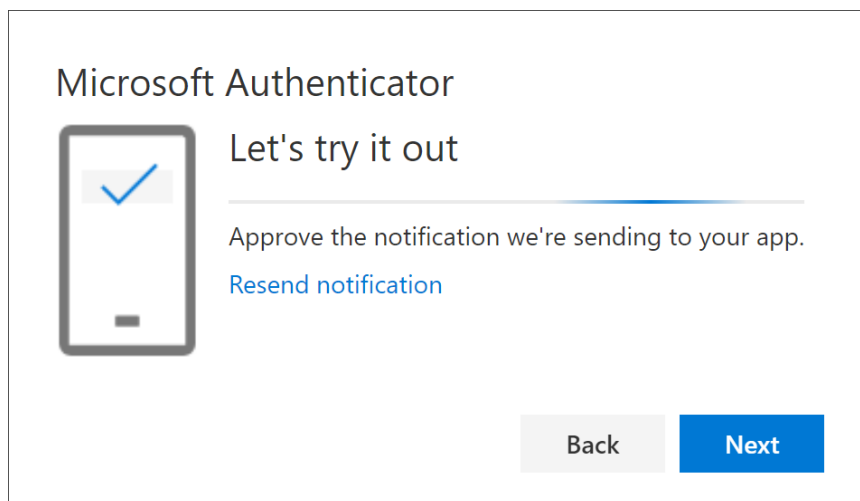 Microsoft Authenticator
Let's try it out
Approve the notification we're sending to your app.
Resend notification
Back
Next